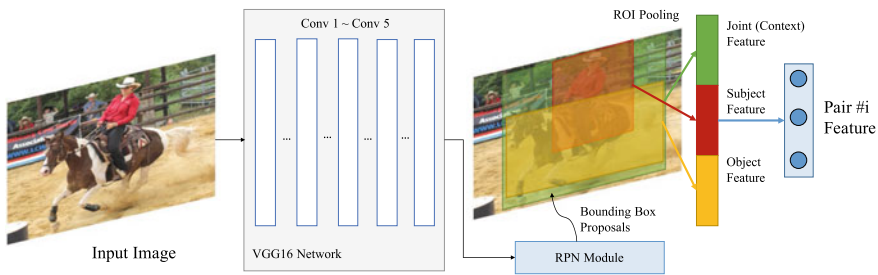 Conv 1 ~ Conv 5
...
...
...
...
VGG16 Network
Input Image
ROI Pooling
Bounding Box
Proposals
RPN Module
Joint (Context)
Feature
Subject
Feature
Object
Feature
Pair #i
Feature